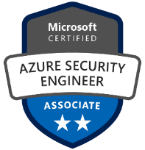 Microsoft
CERTIFIED
AZURE SECURITY
ENGINEER
ASSOCIATE